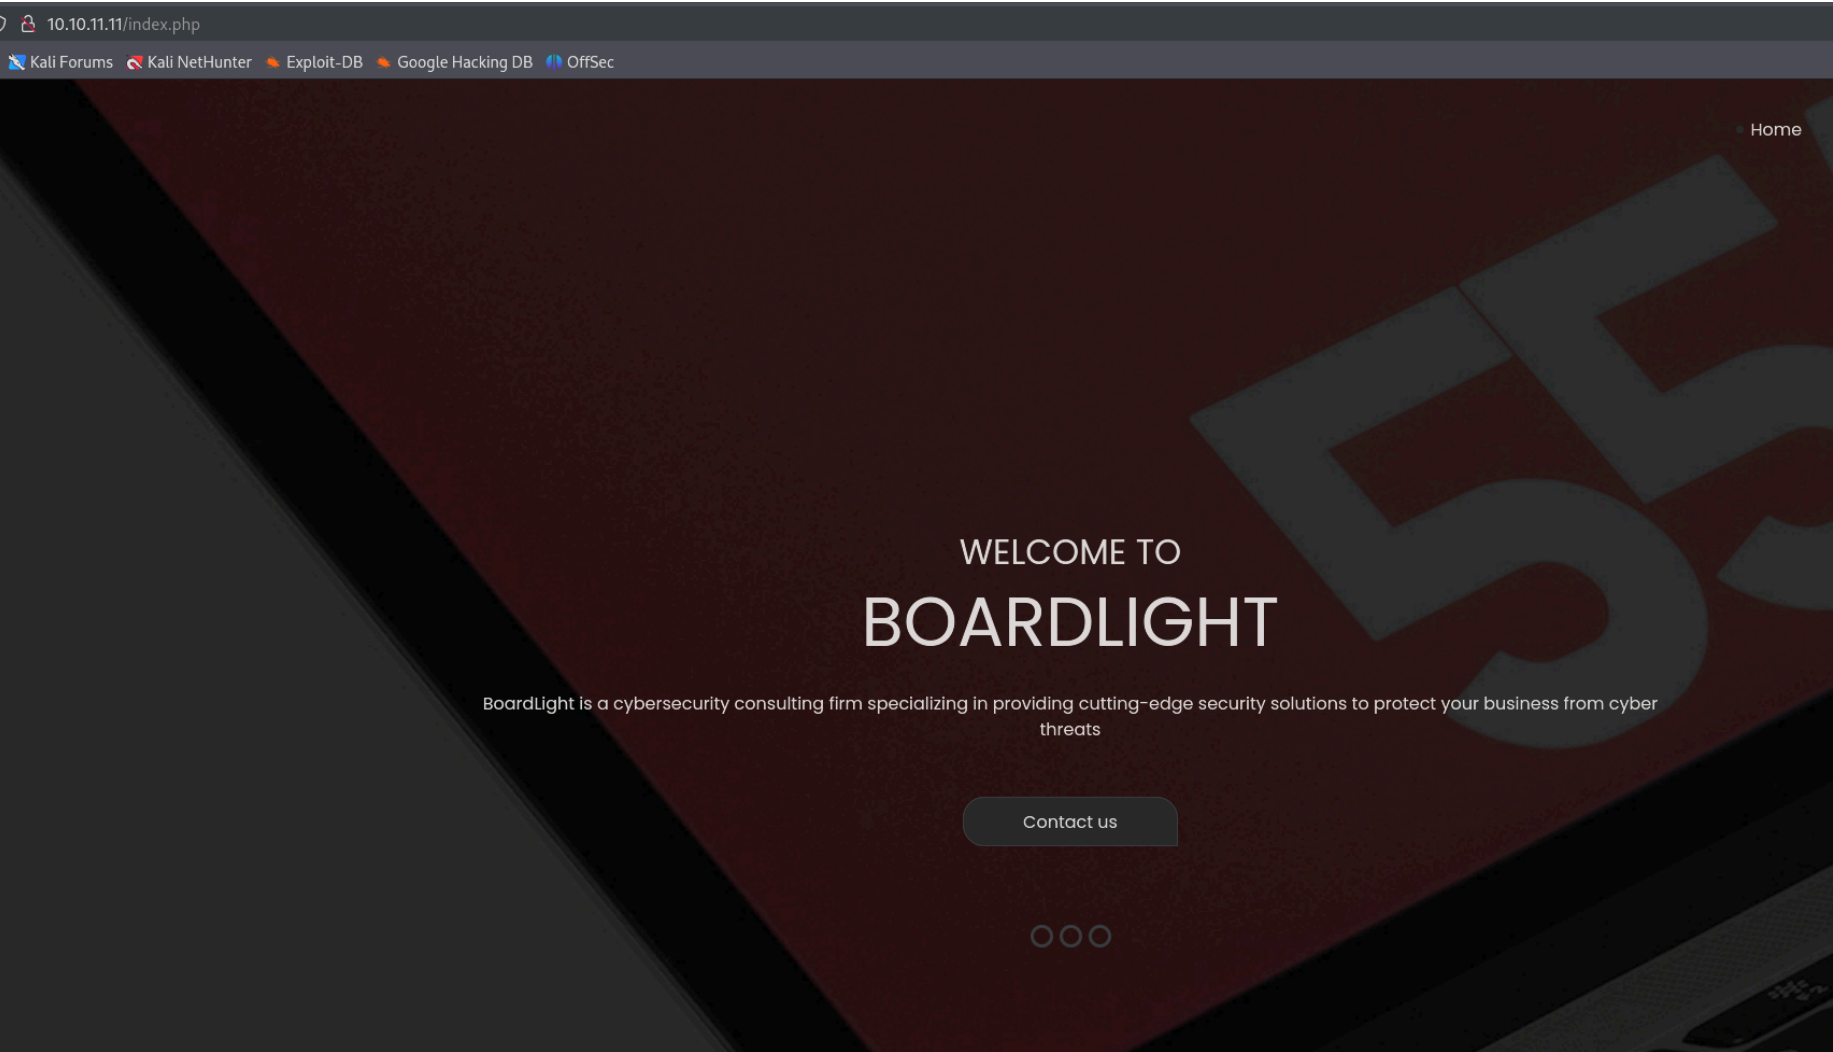 10.10.11.11/index.php
Kali Forums Kali NetHunter Exploit-DB Google Hacking DB OffSec
Home
55
WELCOME TO
BOARDLIGHT
BoardLight is a cybersecurity consulting firm specializing in providing cutting-edge security solutions to protect your business from cyber
threats
Contact us